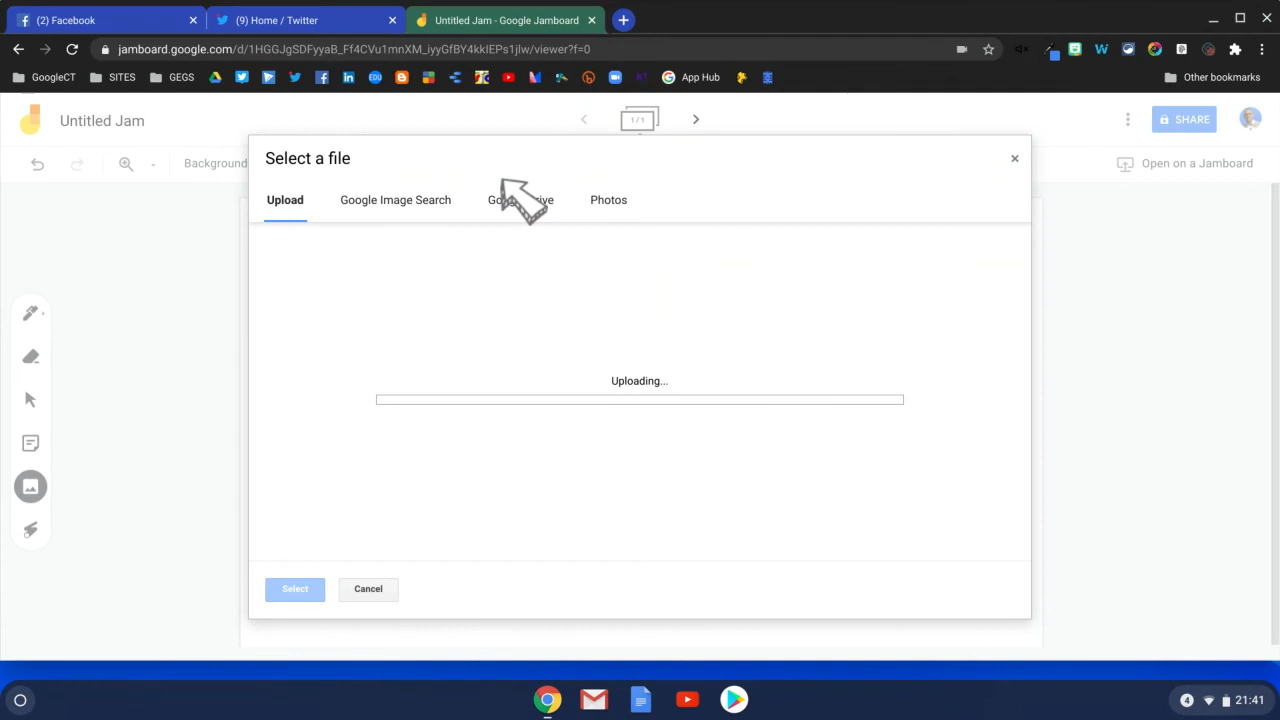 (2) Facebook
(9) Home / Twitter
Untitled Jam - Google Jamboard
jamboard.google.com/d/1HGGJgSDFyyaB_Ff4CVu1mnXM_iyyGfBY4kkIEPs1jlw/viewer?f=0
GoogleCT
SITES
GEGS
EDU
App Hub
Other bookmarks
Untitled Jam
1/1
SHARE
Background
Open on a Jamboard
Select a file
Upload
Google Image Search
Photos
Uploading...
Select
Cancel
4
21:41